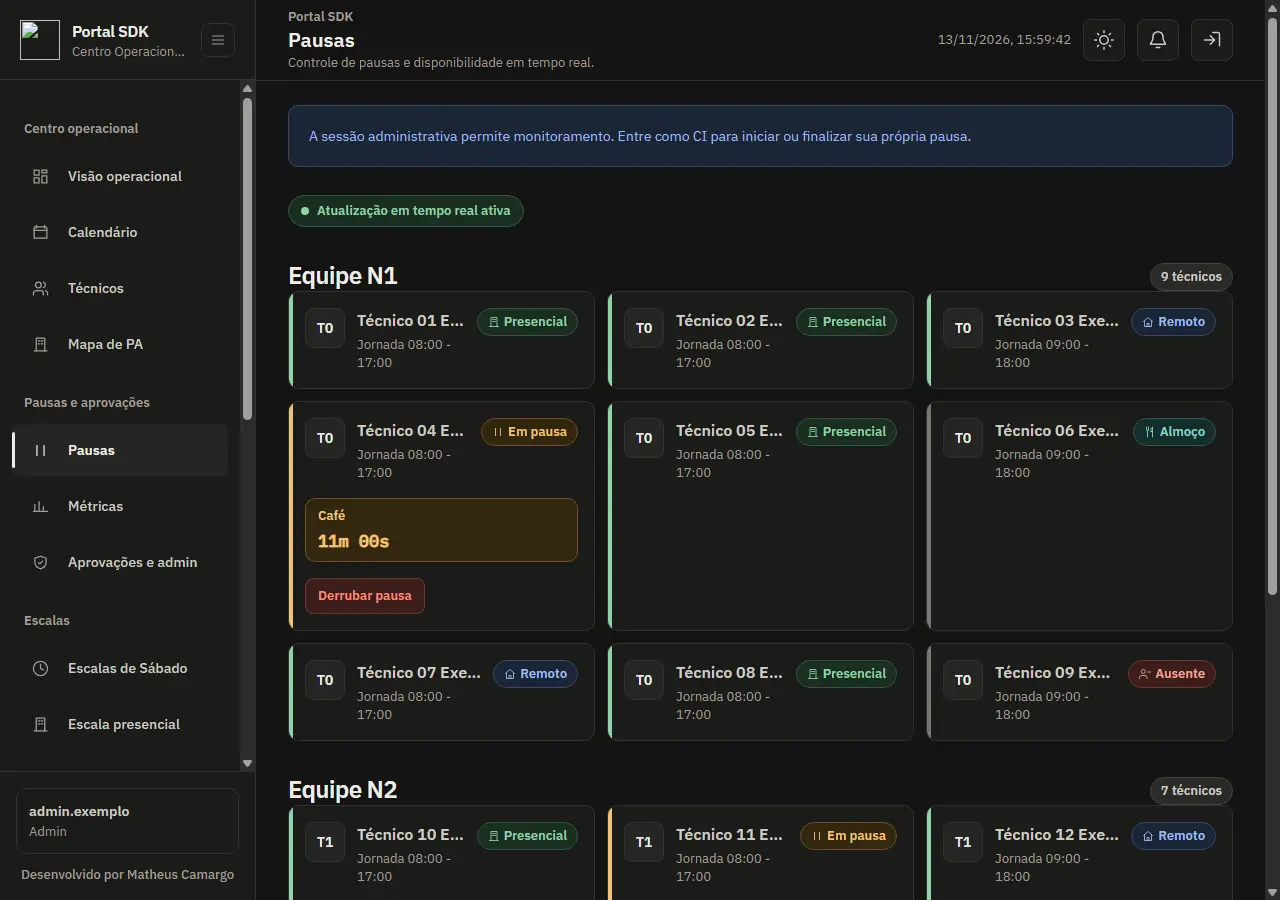 Portal SDK
Centro Operacion...
Centro operacional
Visão operacional
Calendário
Técnicos
Mapa de PA
Pausas e aprovações
Pausas
Métricas
Aprovações e admin
Escalas
Escalas de Sábado
Escala presencial
admin.exemplo
Admin
Desenvolvido por Matheus Camargo
Portal SDK
Pausas
Controle de pausas e disponibilidade em tempo real.
13/11/2026, 15:59:42
A sessão administrativa permite monitoramento. Entre como CI para iniciar ou finalizar sua própria pausa.
Atualização em tempo real ativa
Equipe N1
9 técnicos
T0
Técnico 01 E...
Presencial
Jornada 08:00 -
17:00
T0
Técnico 02 E...
Presencial
Jornada 08:00 -
17:00
T0
Técnico 03 Exe...
Remoto
Jornada 09:00 -
18:00
T0
Técnico 04 E...
Em pausa
Jornada 08:00 -
17:00
Café
11m 00s
Derrubar pausa
T0
Técnico 05 E...
Presencial
Jornada 08:00 -
17:00
T0
Técnico 06 Exe...
Almoço
Jornada 09:00 -
18:00
T0
Técnico 07 Exe...
Remoto
Jornada 08:00 -
17:00
T0
Técnico 08 E...
Presencial
Jornada 08:00 -
17:00
T0
Técnico 09 Ex...
Ausente
Jornada 09:00 -
18:00
Equipe N2
7 técnicos
T1
Técnico 10 E...
Presencial
Jornada 08:00 -
17:00
T1
Técnico 11 E...
Em pausa
Jornada 08:00 -
17:00
T1
Técnico 12 Exe...
Remoto
Jornada 09:00 -
18:00